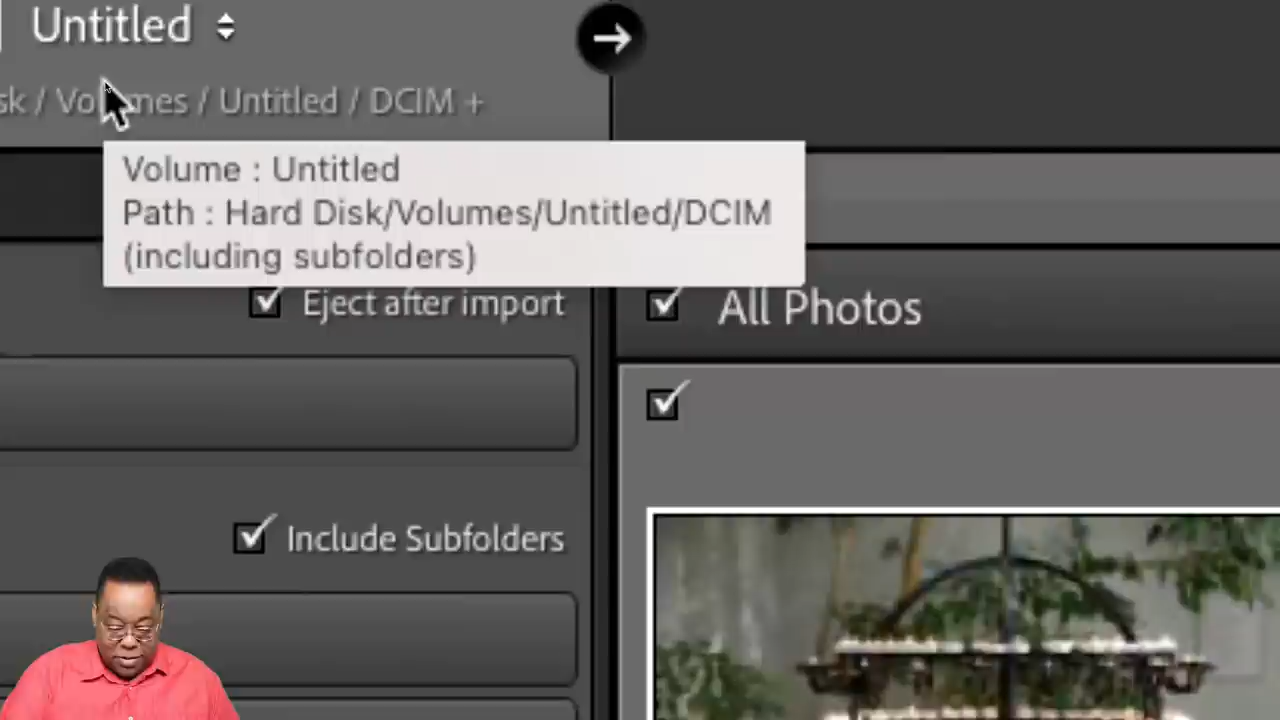 Untitled
sk / Volumes / Untitled / DCIM +
Volume : Untitled
Path : Hard Disk/Volumes/Untitled/DCIM
(including subfolders)
Eject after import
All Photos
Include Subfolders